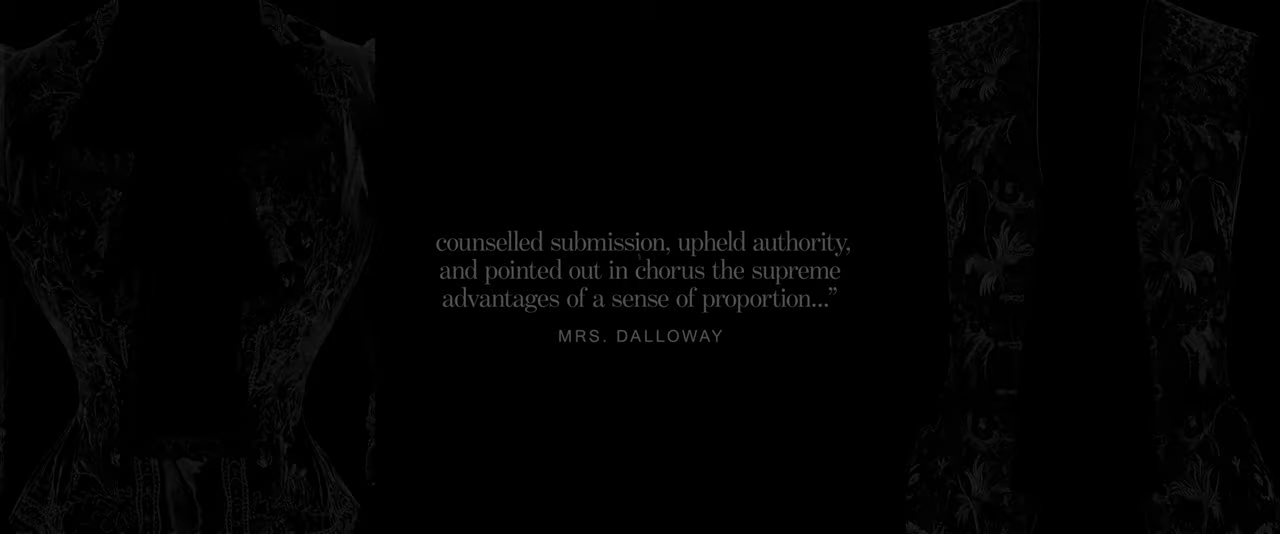 counselled submission, upheld authority,
and pointed out in chorus the supreme
advantages of a sense of proportion...”
MRS. DALLOWAY